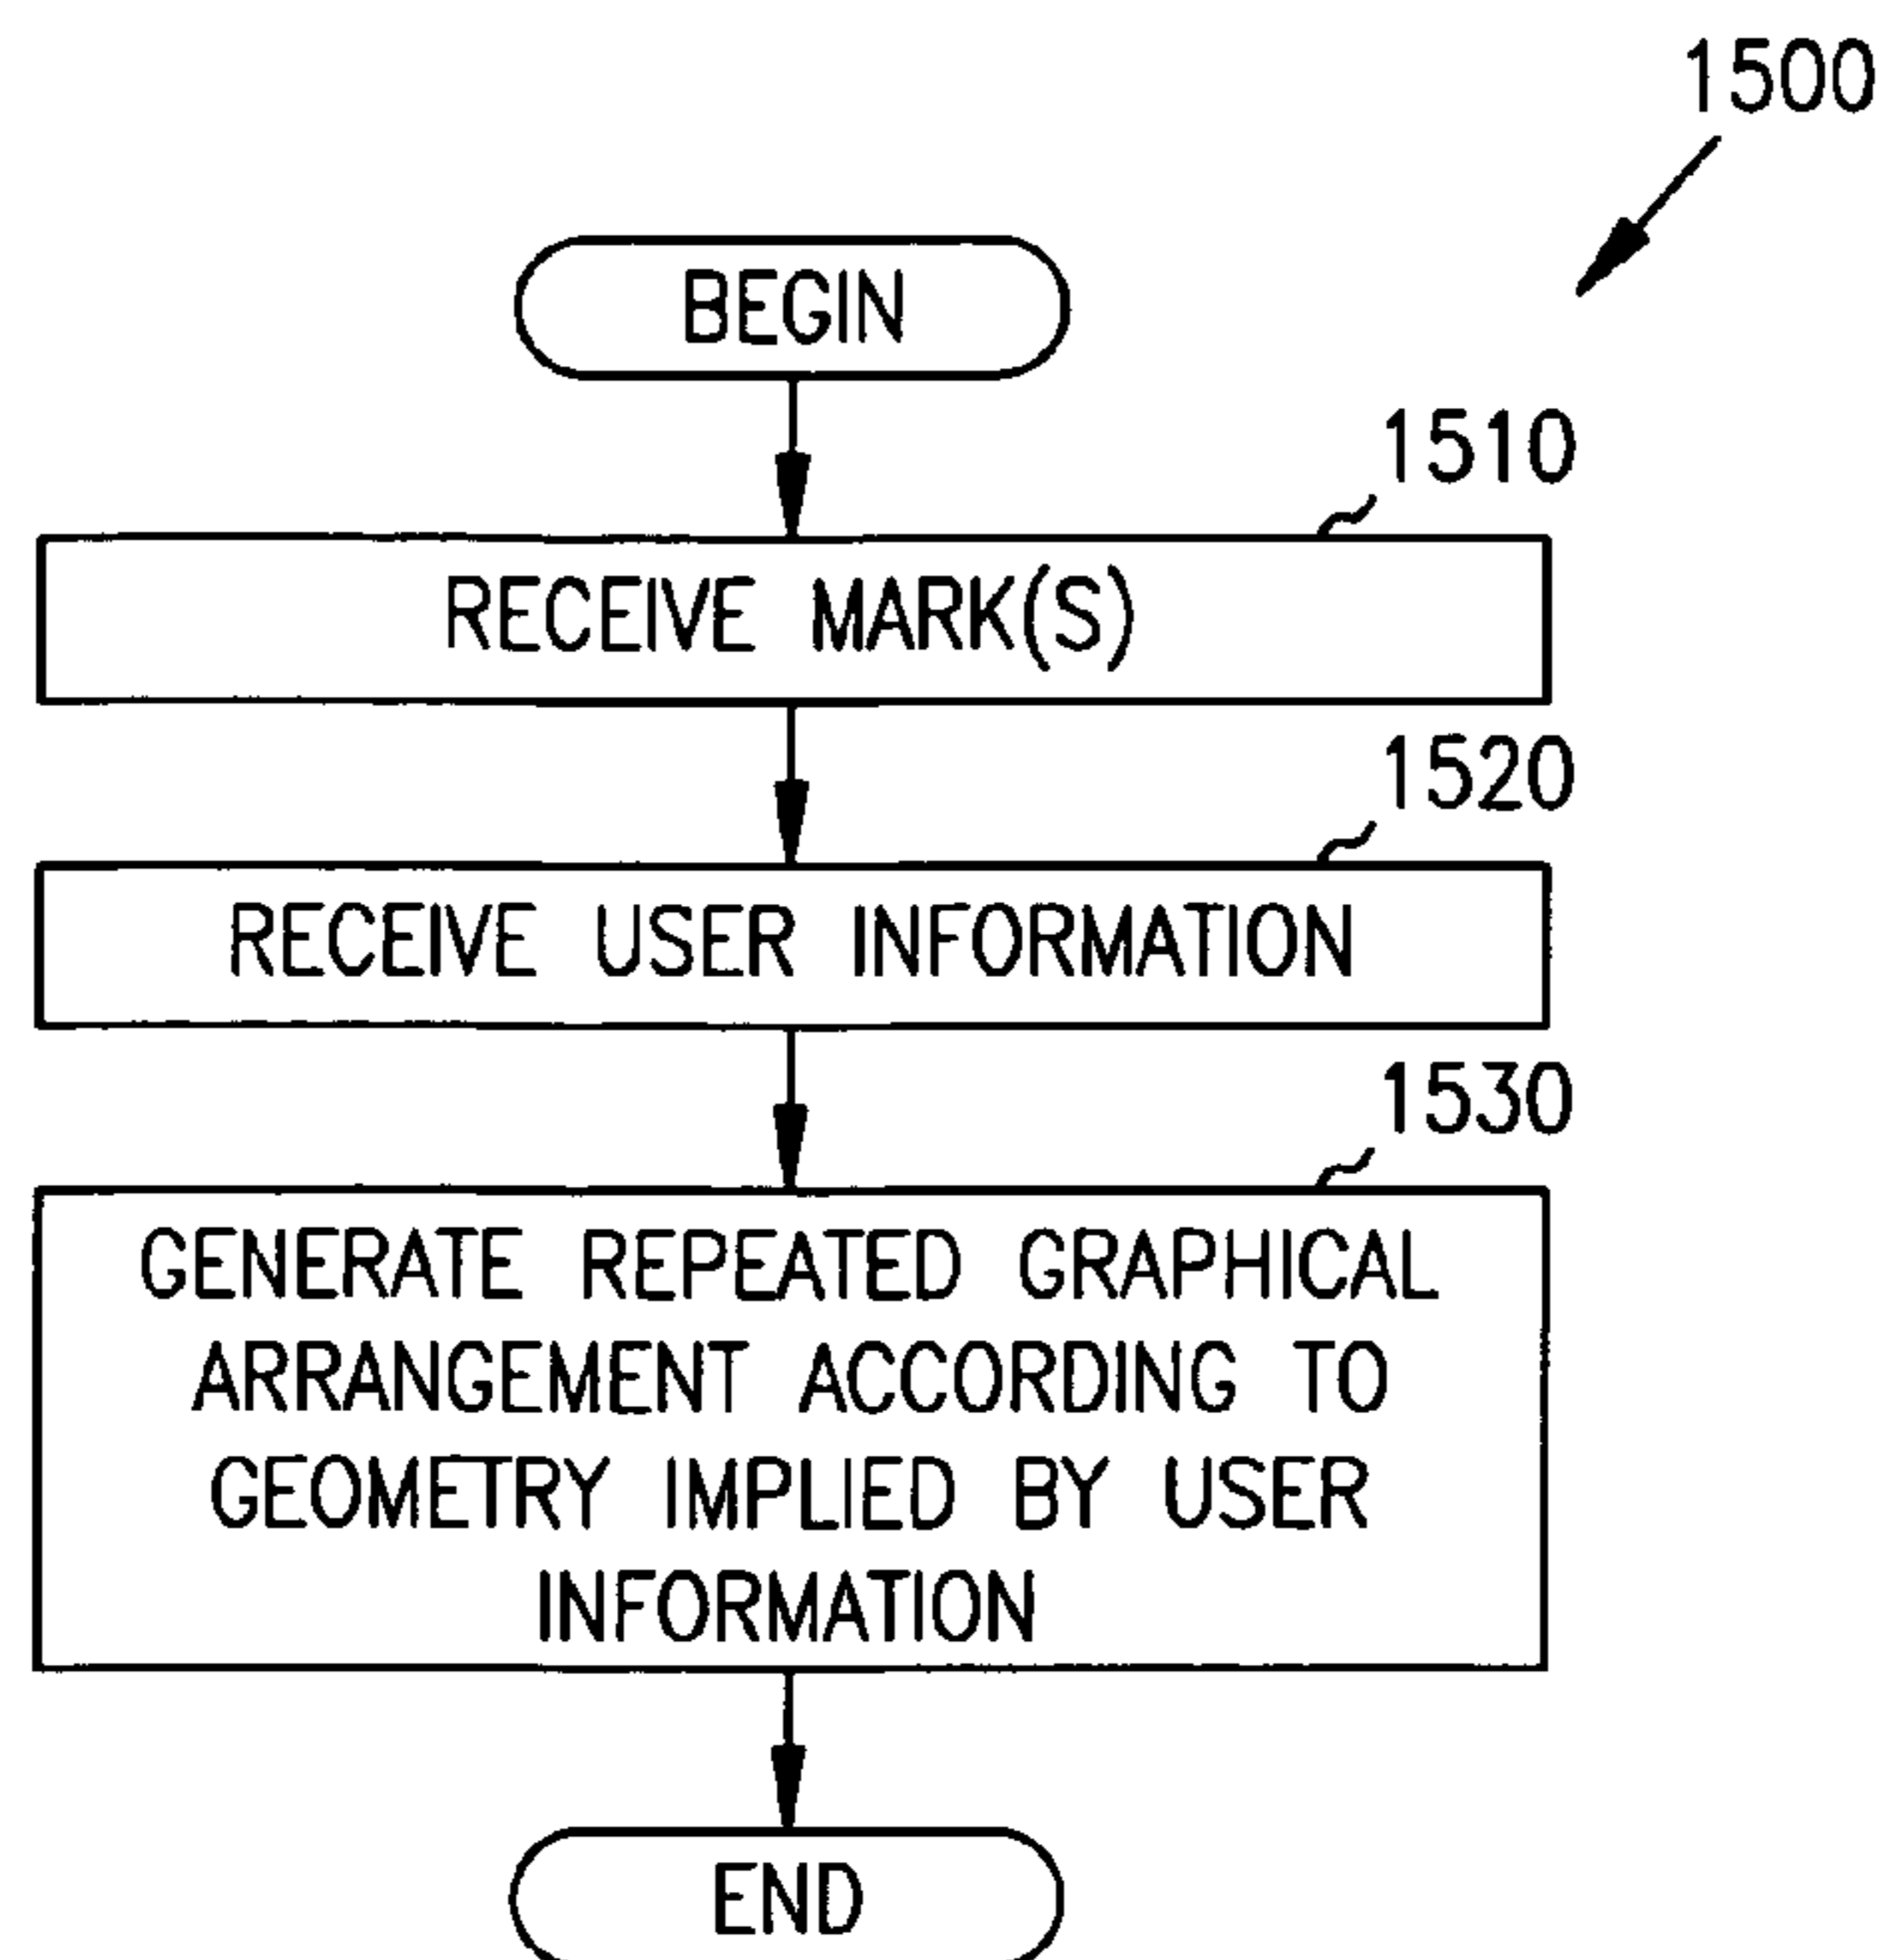 1500
BEGIN
1510
RECEIVE MARK(S)
1520
RECEIVE USER INFORMATION
1530
GENERATE REPEATED GRAPHICAL
ARRANGEMENT ACCORDING TO
GEOMETRY IMPLIED BY USER
INFORMATION
END